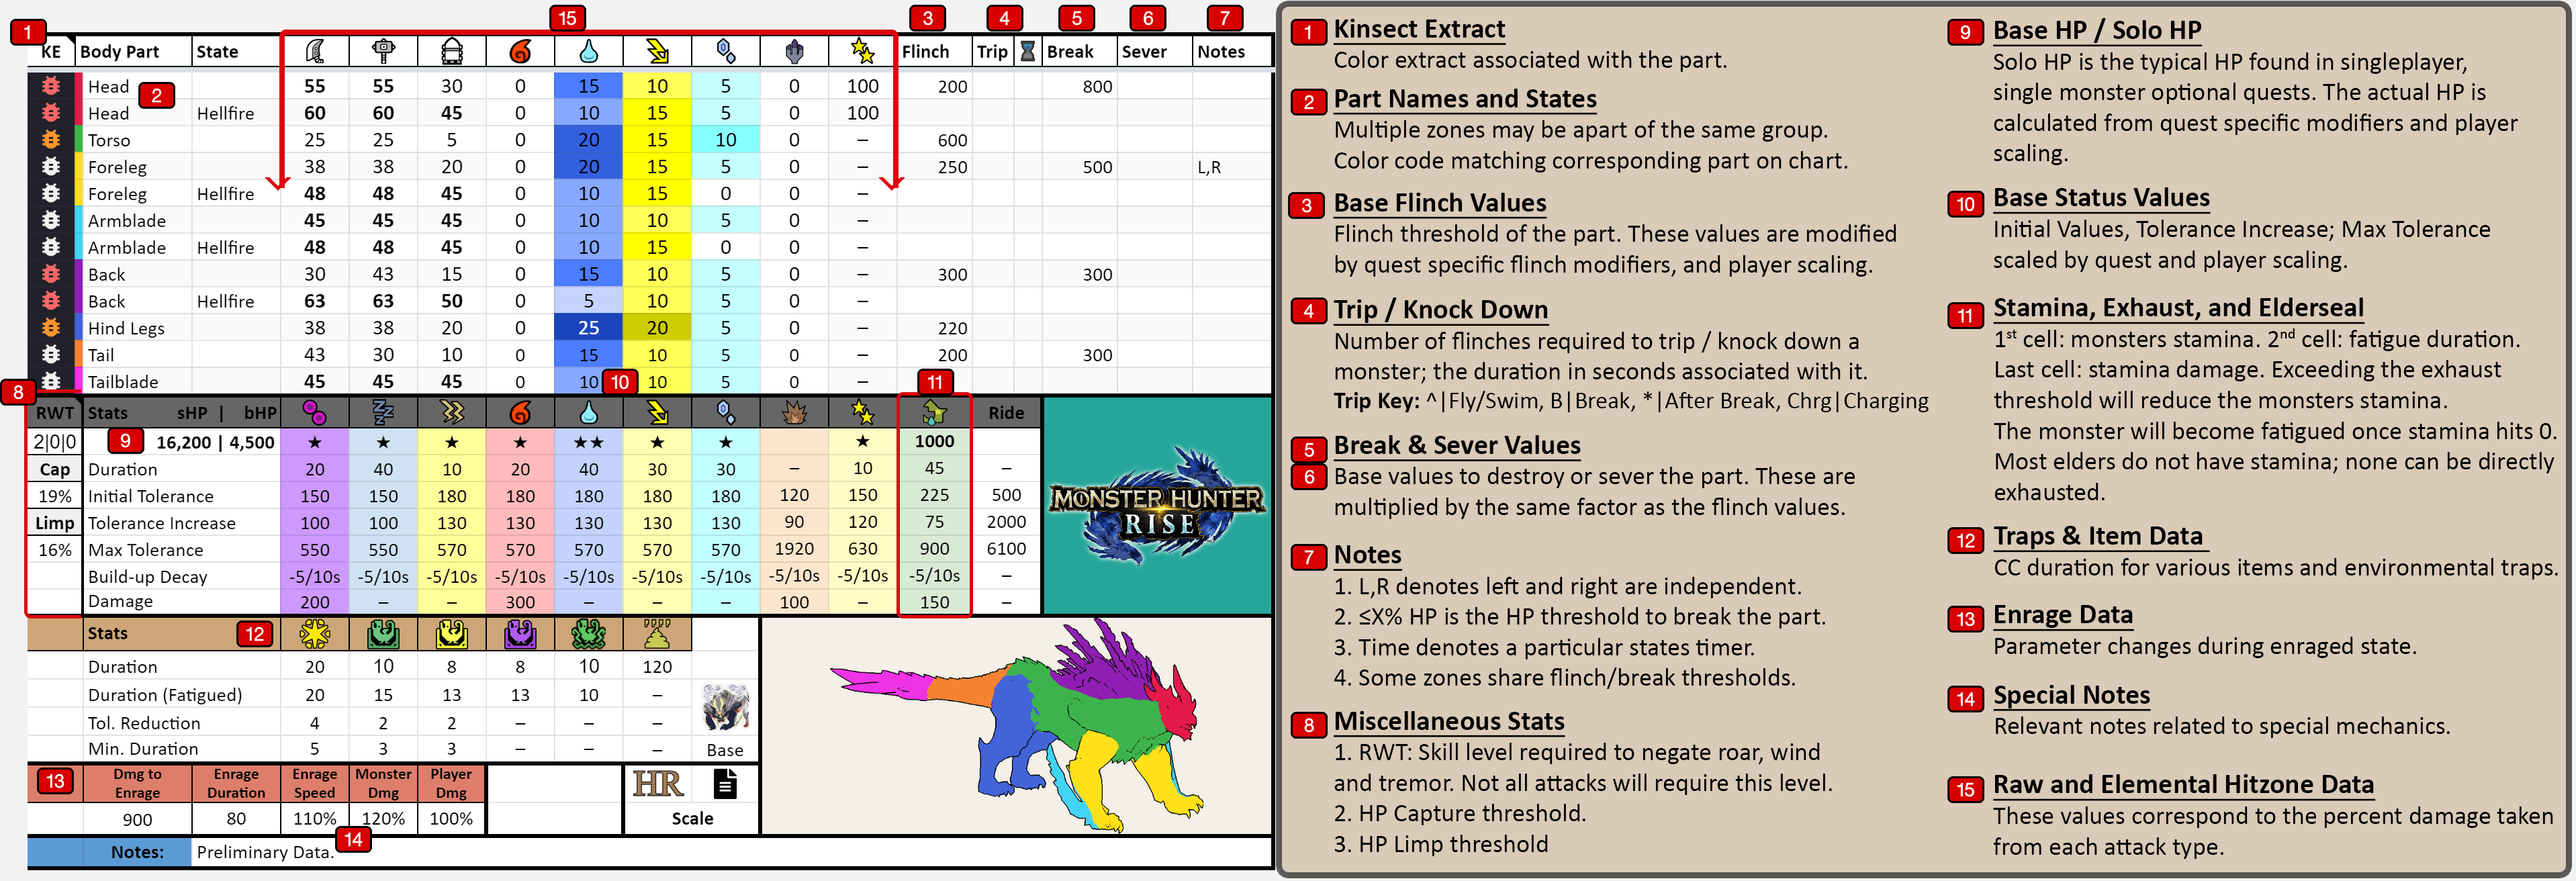 15 3 4 5 6 7
1
KE Body Part State Flinch Trip Break Sever Notes
Head 55 55 30 0 15 10 5 0 100 200 800
2
Head Hellfire 60 60 45 0 10 15 5 0 100
Torso 25 25 5 0 20 15 10 0 – 600
Foreleg 38 38 20 0 20 15 5 0 – 250 500 L,R
Foreleg Hellfire 48 48 45 0 10 15 0 0 –
Armblade 45 45 45 0 10 10 5 0 –
Armblade Hellfire 48 48 45 0 10 15 0 0 –
Back 30 43 15 0 15 10 5 0 – 300 300
Back Hellfire 63 63 50 0 5 10 5 0 –
Hind Legs 38 38 20 0 25 20 5 0 – 220
Tail 43 30 10 0 15 10 5 0 – 200 300
Tailblade 45 45 45 0 10 10 5 0 –
8 10 11
RWT Stats sHP | bHP Ride
2|0|0 9 16,200 | 4,500 ★ ★ ★ ★ ★★ ★ ★ ★ 1000
Cap Duration 20 40 10 20 40 30 30 – 10 45 –
19% Initial Tolerance 150 150 180 180 180 180 180 120 150 225 500
Limp Tolerance Increase 100 100 130 130 130 130 130 90 120 75 2000
16% Max Tolerance 550 550 570 570 570 570 570 1920 630 900 6100
Build-up Decay -5/10s -5/10s -5/10s -5/10s -5/10s -5/10s -5/10s -5/10s -5/10s -5/10s –
Damage 200 – – 300 – – – 100 – 150 –
MONSTER HUNTER
RISE
Stats 12
Duration 20 10 8 8 10 120
Duration (Fatigued) 20 15 13 13 10 –
Tol. Reduction 4 2 2 – – –
Min. Duration 5 3 3 – – – Base
13 Dmg to Enrage Enrage Duration Enrage Speed Monster Dmg Player Dmg HR
900 80 110% 120% 100% Scale
14
Notes: Preliminary Data.
1 Kinsect Extract
Color extract associated with the part.
2 Part Names and States
Multiple zones may be apart of the same group.
Color code matching corresponding part on chart.
3 Base Flinch Values
Flinch threshold of the part. These values are modified
by quest specific flinch modifiers, and player scaling.
4 Trip / Knock Down
Number of flinches required to trip / knock down a
monster; the duration in seconds associated with it.
Trip Key: ^|Fly/Swim, B|Break, *|After Break, Chrg|Charging
5 Break & Sever Values
6 Base values to destroy or sever the part. These are
multiplied by the same factor as the flinch values.
7 Notes
1. L,R denotes left and right are independent.
2. ≤X% HP is the HP threshold to break the part.
3. Time denotes a particular states timer.
4. Some zones share flinch/break thresholds.
8 Miscellaneous Stats
1. RWT: Skill level required to negate roar, wind
and tremor. Not all attacks will require this level.
2. HP Capture threshold.
3. HP Limp threshold
9 Base HP / Solo HP
Solo HP is the typical HP found in singleplayer,
single monster optional quests. The actual HP is
calculated from quest specific modifiers and player
scaling.
10 Base Status Values
Initial Values, Tolerance Increase; Max Tolerance
scaled by quest and player scaling.
11 Stamina, Exhaust, and Elderseal
1st cell: monsters stamina. 2nd cell: fatigue duration.
Last cell: stamina damage. Exceeding the exhaust
threshold will reduce the monsters stamina.
The monster will become fatigued once stamina hits 0.
Most elders do not have stamina; none can be directly
exhausted.
12 Traps & Item Data
CC duration for various items and environmental traps.
13 Enrage Data
Parameter changes during enraged state.
14 Special Notes
Relevant notes related to special mechanics.
15 Raw and Elemental Hitzone Data
These values correspond to the percent damage taken
from each attack type.